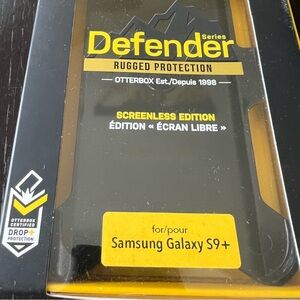 Series
Defender
RUGGED PROTECTION
OTTERBOX Est./Depuis 1998
SCREENLESS EDITION
ÉDITION « ÉCRAN LIBRE »
for/pour
Samsung Galaxy S9+
OTTERBOX
CERTIFIED
DROP+
PROTECTION